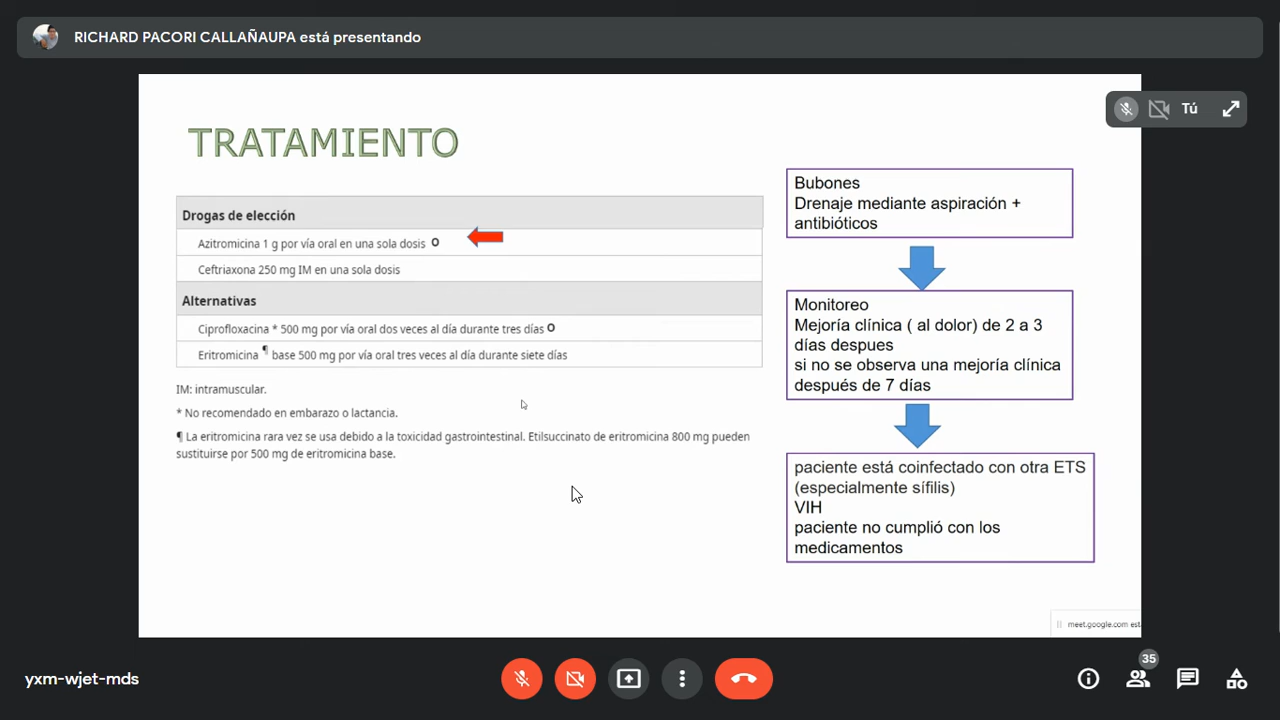 RICHARD PACORI CALLAÑAUPA está presentando
Tú
TRATAMIENTO
Drogas de elección
Azitromicina 1 g por vía oral en una sola dosis O
Ceftriaxona 250 mg IM en una sola dosis
Alternativas
Ciprofloxacina * 500 mg por vía oral dos veces al día durante tres días O
Eritromicina ¶ base 500 mg por vía oral tres veces al día durante siete días
IM: intramuscular.
* No recomendado en embarazo o lactancia.
¶ La eritromicina rara vez se usa debido a la toxicidad gastrointestinal. Etilsuccinato de eritromicina 800 mg pueden
sustituirse por 500 mg de eritromicina base.
Bubones
Drenaje mediante aspiración +
antibióticos
Monitoreo
Mejoría clínica ( al dolor) de 2 a 3
días despues
si no se observa una mejoría clínica
después de 7 días
paciente está coinfectado con otra ETS
(especialmente sífilis)
VIH
paciente no cumplió con los
medicamentos
meet.google.com est
yxm-wjet-mds
35